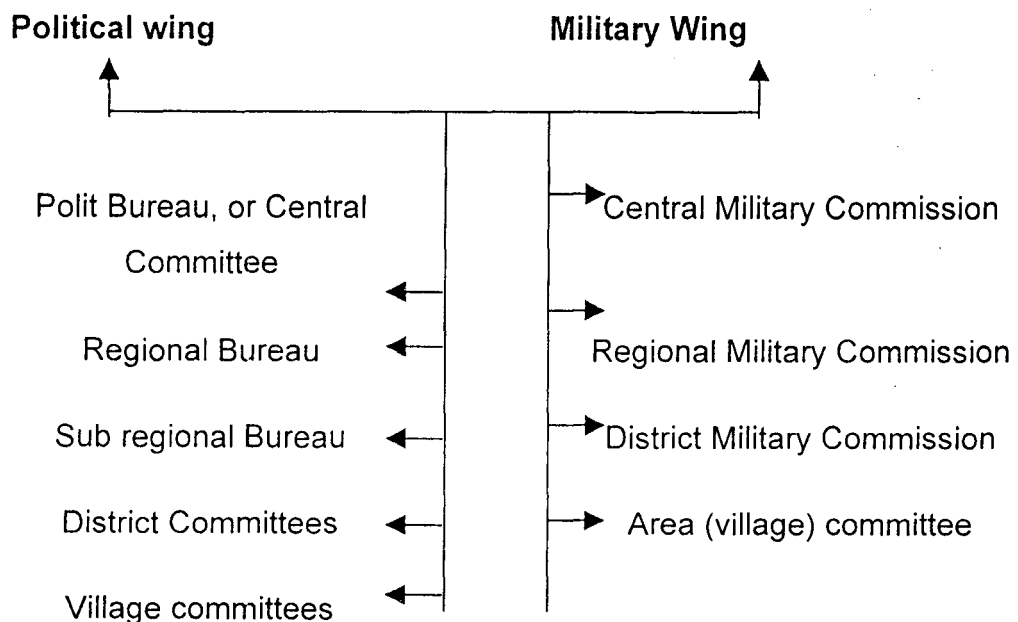 Political wing
Military Wing
Polit Bureau, or Central
Committee
Regional Bureau
Sub regional Bureau
District Committees
Village committees
Central Military Commission
Regional Military Commission
District Military Commission
Area (village) committee